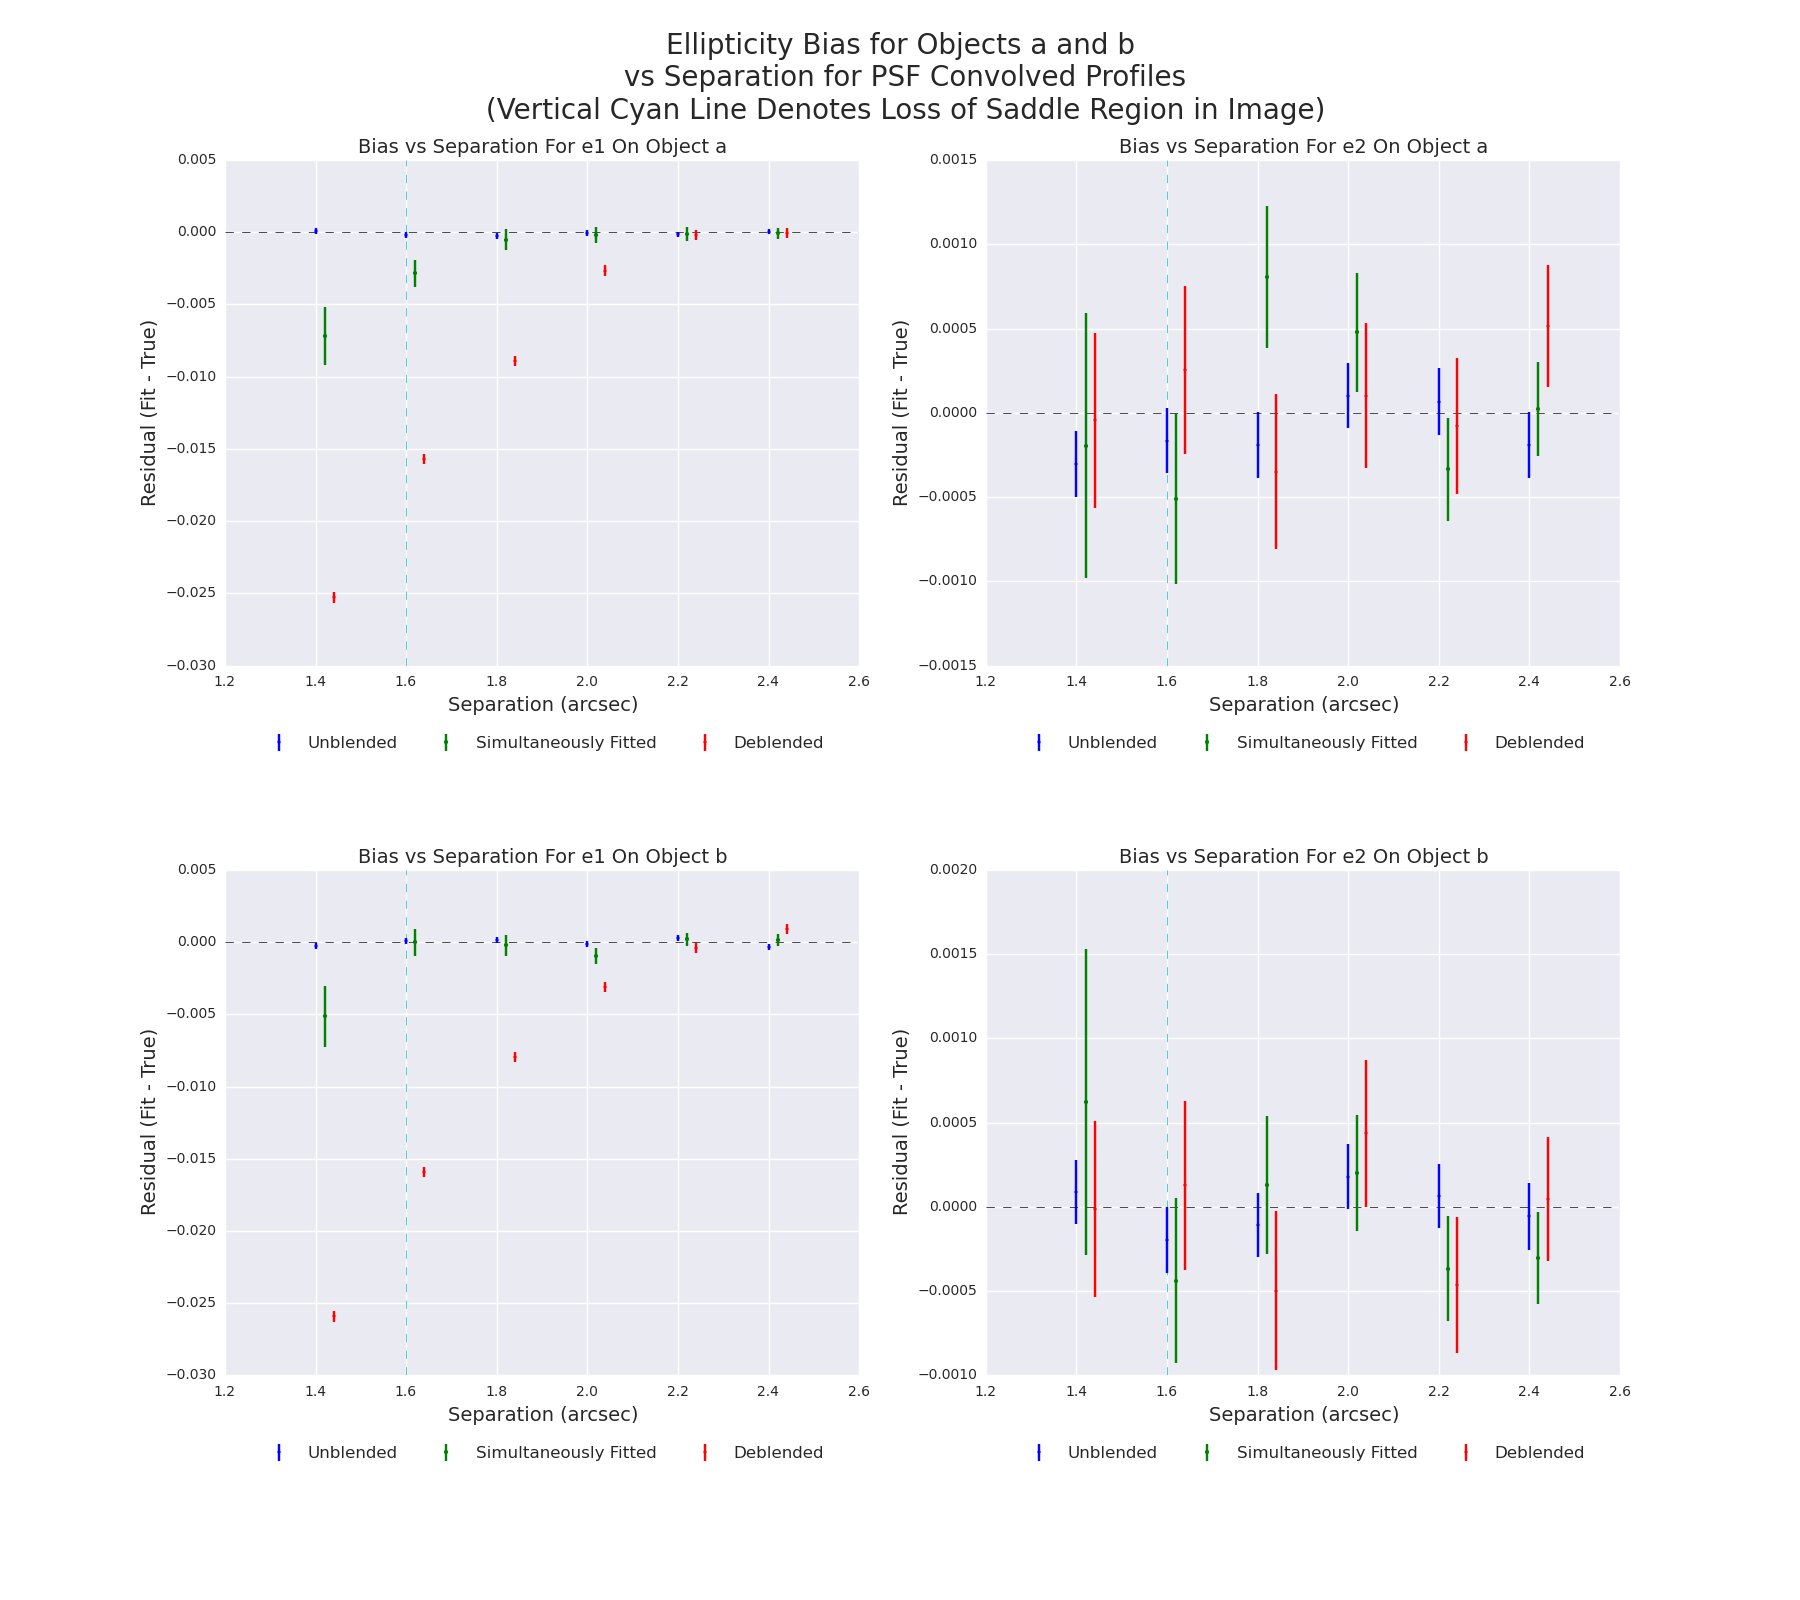 Ellipticity Bias for Objects a and b
vs Separation for PSF Convolved Profiles
(Vertical Cyan Line Denotes Loss of Saddle Region in Image)
Bias vs Separation For e1 On Object a
0.005
0.000
−0.005
−0.010
−0.015
−0.020
−0.025
−0.030
Residual (Fit - True)
1.2 1.4 1.6 1.8 2.0 2.2 2.4 2.6
Separation (arcsec)
Unblended Simultaneously Fitted Deblended
Bias vs Separation For e2 On Object a
0.0015
0.0010
0.0005
0.0000
−0.0005
−0.0010
−0.0015
Residual (Fit - True)
1.2 1.4 1.6 1.8 2.0 2.2 2.4 2.6
Separation (arcsec)
Unblended Simultaneously Fitted Deblended
Bias vs Separation For e1 On Object b
0.005
0.000
−0.005
−0.010
−0.015
−0.020
−0.025
−0.030
Residual (Fit - True)
1.2 1.4 1.6 1.8 2.0 2.2 2.4 2.6
Separation (arcsec)
Unblended Simultaneously Fitted Deblended
Bias vs Separation For e2 On Object b
0.0020
0.0015
0.0010
0.0005
0.0000
−0.0005
−0.0010
Residual (Fit - True)
1.2 1.4 1.6 1.8 2.0 2.2 2.4 2.6
Separation (arcsec)
Unblended Simultaneously Fitted Deblended